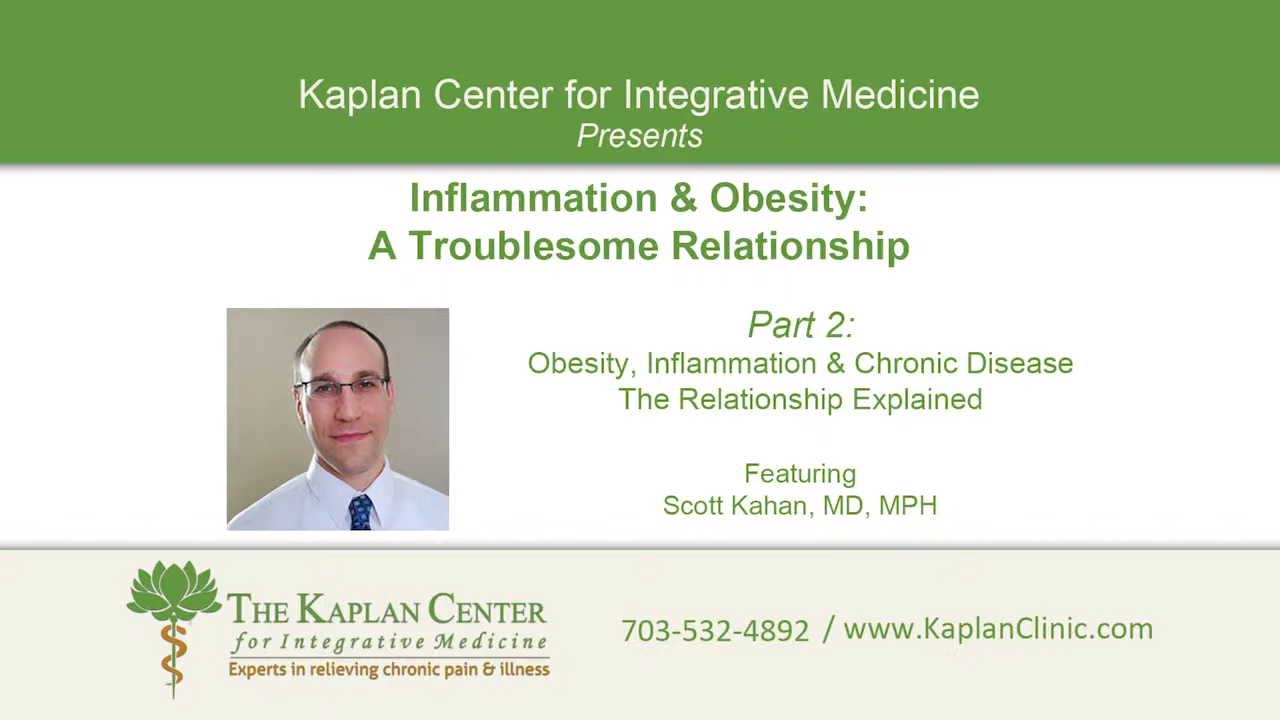 Kaplan Center for Integrative Medicine
Presents
Inflammation & Obesity:
A Troublesome Relationship
Part 2:
Obesity, Inflammation & Chronic Disease
The Relationship Explained
Featuring
Scott Kahan, MD, MPH
THE KAPLAN CENTER
for Integrative Medicine
Experts in relieving chronic pain & illness
703-532-4892 / www.KaplanClinic.com